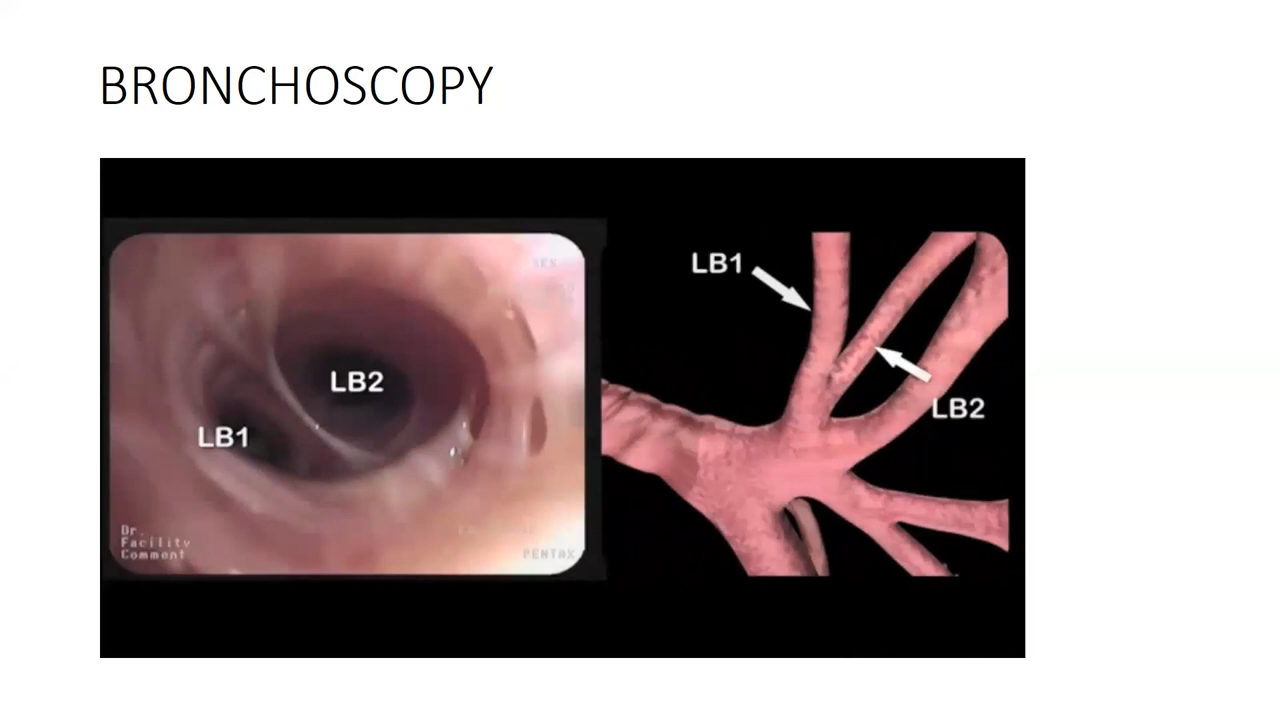 BRONCHOSCOPY
LB2
LB1
Dr.
Facility
Comment
PENTAX
LB1
LB2